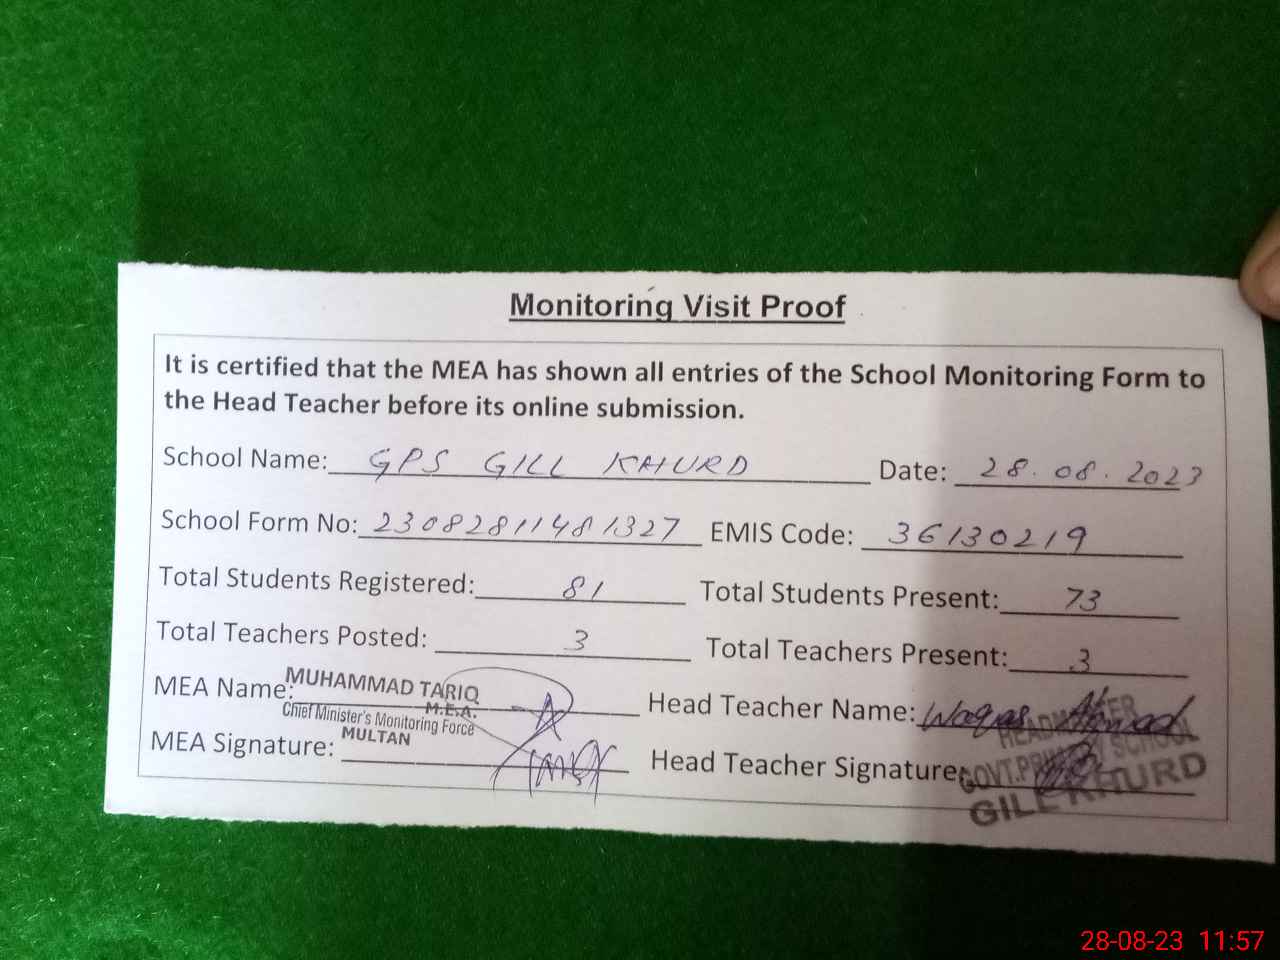 Monitoring Visit Proof
It is certified that the MEA has shown all entries of the School Monitoring Form to
the Head Teacher before its online submission.
School Name: GPS GILL KHURD Date: 28.08.2023
School Form No: 23082811481327 EMIS Code: 36130219
Total Students Registered: 81 Total Students Present: 73
Total Teachers Posted: 3 Total Teachers Present: 3
MEA Name: MUHAMMAD TARIQ Head Teacher Name: Waqas Ahmad
M.E.A.
Chief Minister's Monitoring Force
MULTAN
MEA Signature: Head Teacher Signature:
HEADMASTER
GOVT.PRIMARY SCHOOL
GILL KHURD
28-08-23 11:57